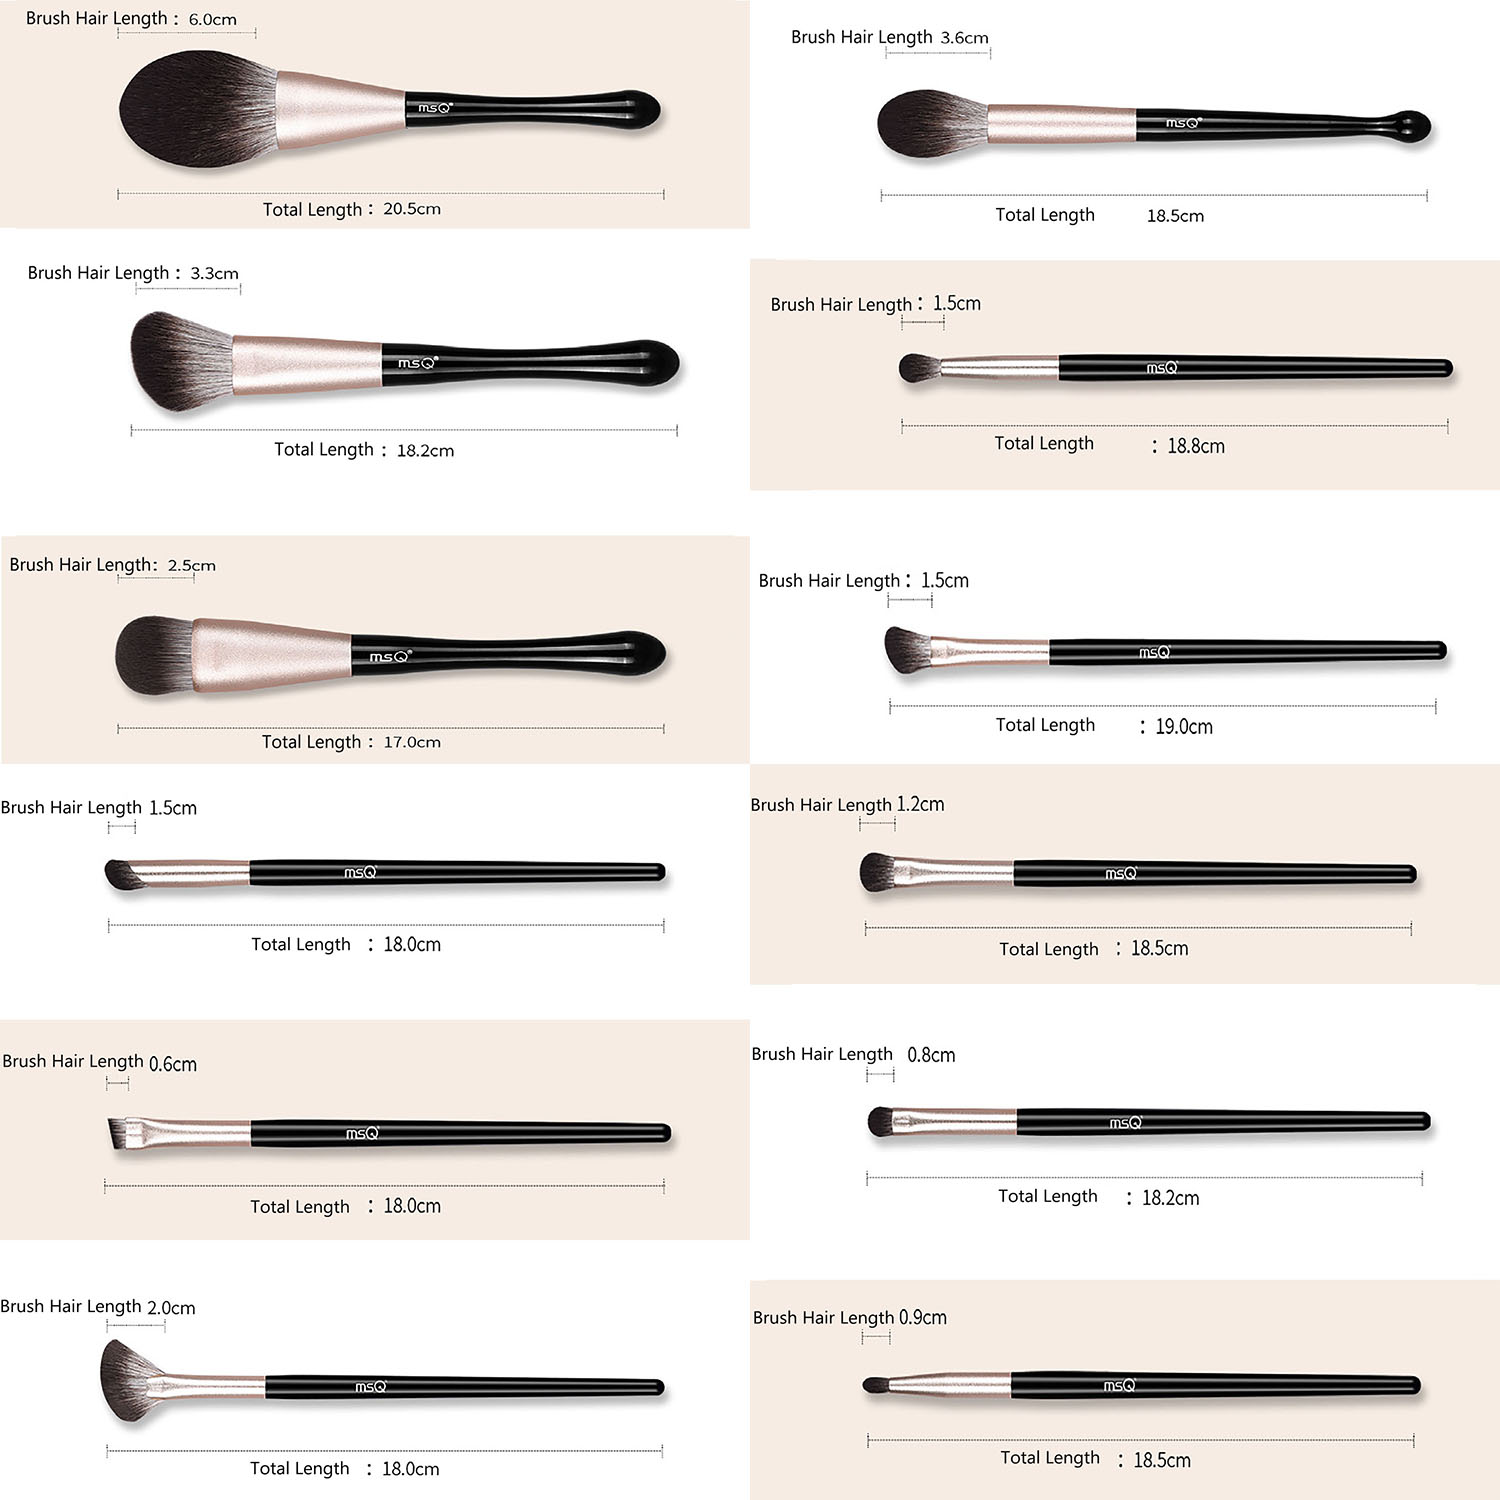 Brush Hair Length : 6.0cm
msQ®
Total Length : 20.5cm
Brush Hair Length 3.6cm
msQ®
Total Length 18.5cm
Brush Hair Length : 3.3cm
msQ®
Total Length : 18.2cm
Brush Hair Length : 1.5cm
msQ
Total Length : 18.8cm
Brush Hair Length: 2.5cm
msQ®
Total Length : 17.0cm
Brush Hair Length : 1.5cm
msQ
Total Length : 19.0cm
Brush Hair Length 1.5cm
msQ
Total Length : 18.0cm
Brush Hair Length 1.2cm
msQ
Total Length : 18.5cm
Brush Hair Length 0.6cm
msQ
Total Length : 18.0cm
Brush Hair Length 0.8cm
msQ
Total Length : 18.2cm
Brush Hair Length 2.0cm
msQ
Total Length : 18.0cm
Brush Hair Length 0.9cm
msQ
Total Length : 18.5cm